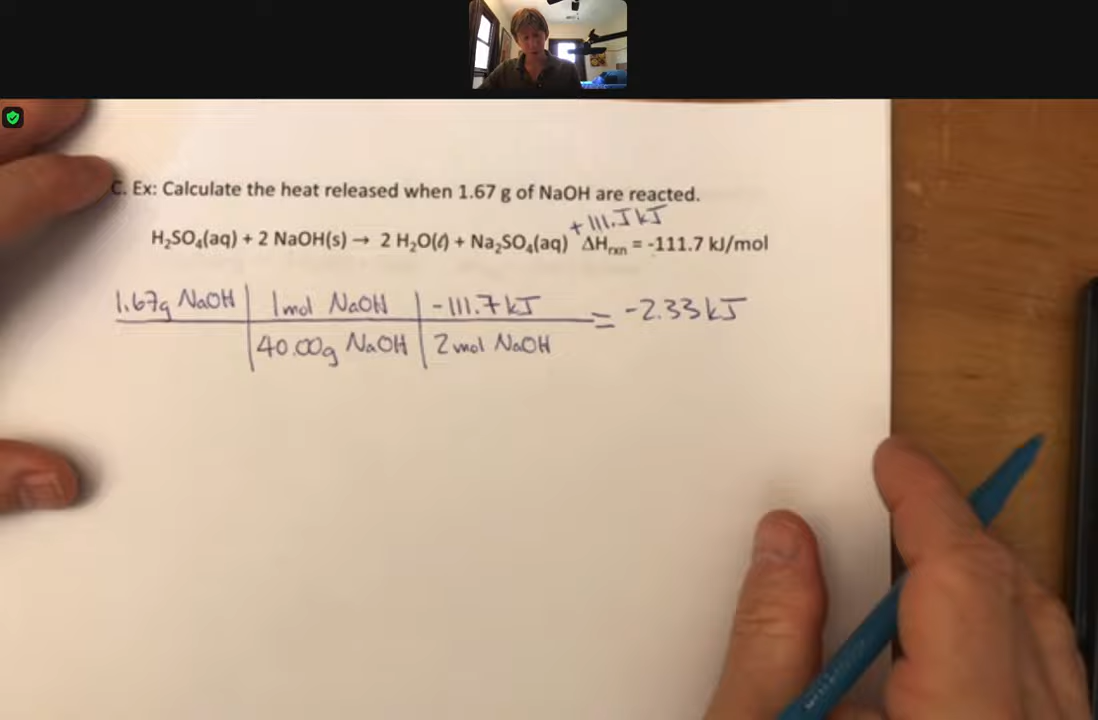 C. Ex: Calculate the heat released when 1.67 g of NaOH are reacted.
+ 111.J kJ
H₂SO₄(aq) + 2 NaOH(s) → 2 H₂O(ℓ) + Na₂SO₄(aq) ΔHᵣₓₙ = -111.7 kJ/mol
1.67g NaOH | 1mol NaOH | -111.7 kJ = -2.33 kJ
40.00g NaOH | 2 mol NaOH